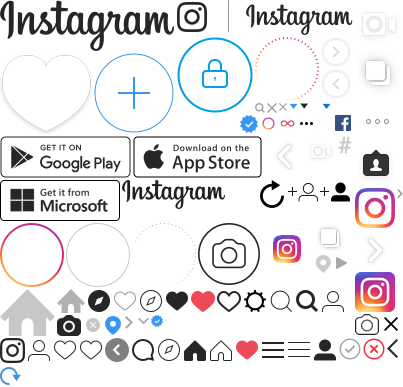 Instagram
Instagram
#
GET IT ON
Google Play
Download on the
App Store
Get it from
Microsoft
Instagram